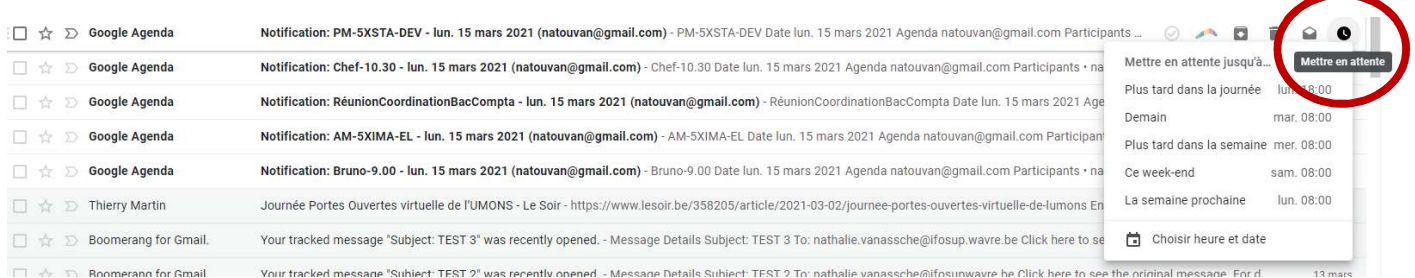 Google Agenda Notification: PM-5XSTA-DEV - lun. 15 mars 2021 (natouvan@gmail.com) - PM-5XSTA-DEV Date lun. 15 mars 2021 Agenda natouvan@gmail.com Participants ...
Google Agenda Notification: Chef-10.30 - lun. 15 mars 2021 (natouvan@gmail.com) - Chef-10.30 Date lun. 15 mars 2021 Agenda natouvan@gmail.com Participants • na
Google Agenda Notification: RéunionCoordinationBacCompta - lun. 15 mars 2021 (natouvan@gmail.com) - RéunionCoordinationBacCompta Date lun. 15 mars 2021 Age
Google Agenda Notification: AM-5XIMA-EL - lun. 15 mars 2021 (natouvan@gmail.com) - AM-5XIMA-EL Date lun. 15 mars 2021 Agenda natouvan@gmail.com Participant
Google Agenda Notification: Bruno-9.00 - lun. 15 mars 2021 (natouvan@gmail.com) - Bruno-9.00 Date lun. 15 mars 2021 Agenda natouvan@gmail.com Participants • na
Thierry Martin Journée Portes Ouvertes virtuelle de l'UMONS - Le Soir - https://www.lesoir.be/358205/article/2021-03-02/journee-portes-ouvertes-virtuelle-de-lumons En
Boomerang for Gmail. Your tracked message "Subject: TEST 3" was recently opened. - Message Details Subject: TEST 3 To: nathalie.vanassche@ifosup.wavre.be Click here to se
Boomerang for Gmail. Your tracked message "Subject: TEST 2" was recently opened. - Message Details Subject: TEST 2 To: nathalie.vanassche@ifosupwavre.be Click here to see the original message. For d 13 mars
Mettre en attente jusqu'à...
Mettre en attente
Plus tard dans la journée lun. 18:00
Demain mar. 08:00
Plus tard dans la semaine mer. 08:00
Ce week-end sam. 08:00
La semaine prochaine lun. 08:00
Choisir heure et date